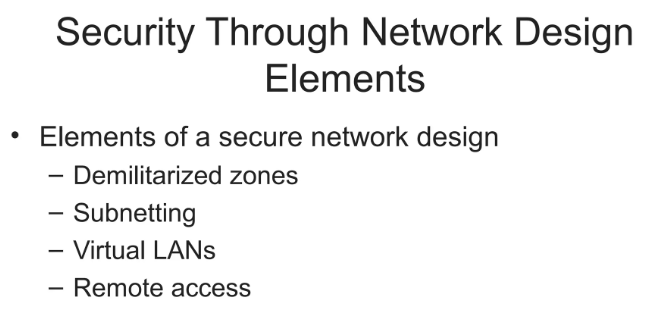 Security Through Network Design
Elements
• Elements of a secure network design
– Demilitarized zones
– Subnetting
– Virtual LANs
– Remote access